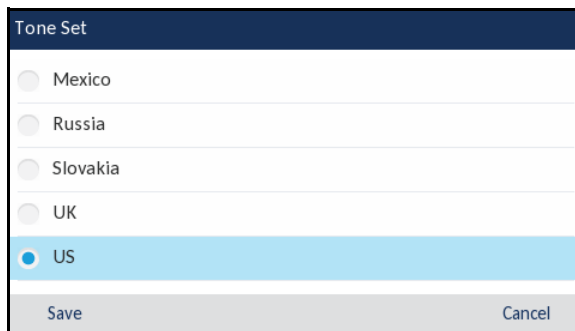 Tone Set
Mexico
Russia
Slovakia
UK
US
Save Cancel